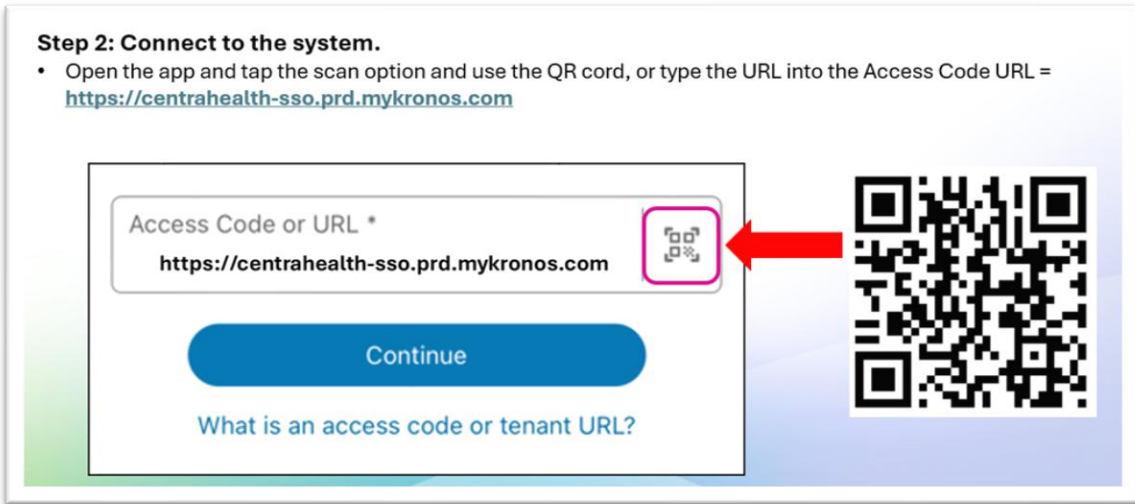 Step 2: Connect to the system.
• Open the app and tap the scan option and use the QR cord, or type the URL into the Access Code URL =
https://centrahealth-sso.prd.mykronos.com
Access Code or URL *
https://centrahealth-sso.prd.mykronos.com
Continue
What is an access code or tenant URL?